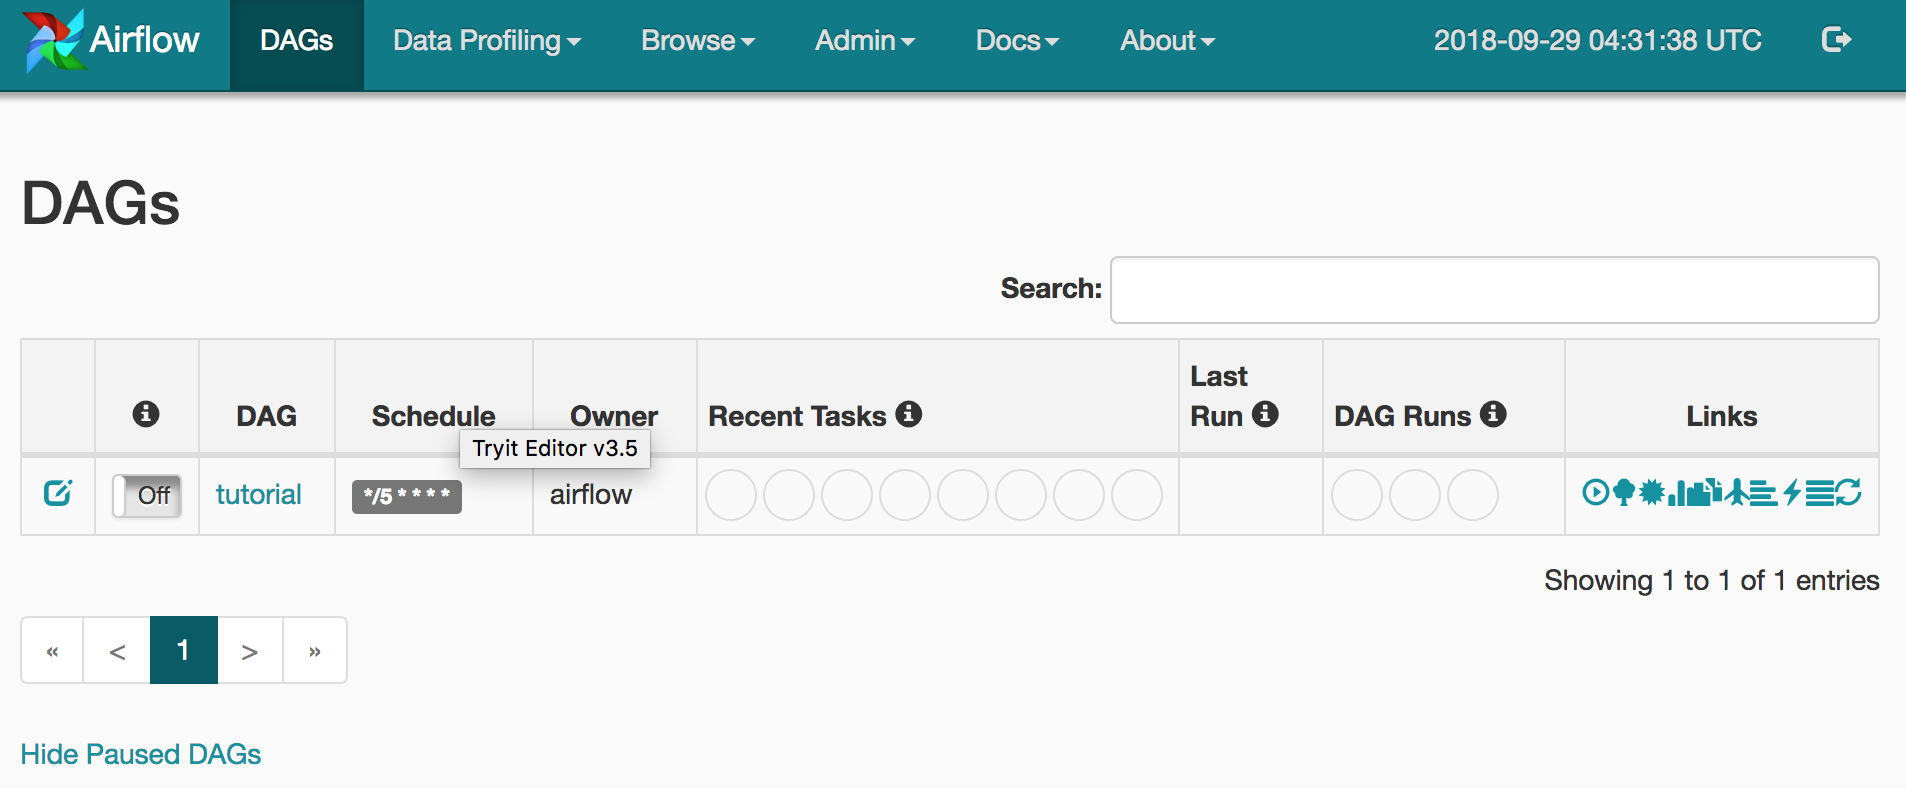 Airflow DAGs Data Profiling Browse Admin Docs About 2018-09-29 04:31:38 UTC
DAGs
Search:
DAG Schedule Owner Recent Tasks Last Run DAG Runs Links
Tryit Editor v3.5
Off tutorial */5 * * * * airflow
Showing 1 to 1 of 1 entries
« < 1 > »
Hide Paused DAGs